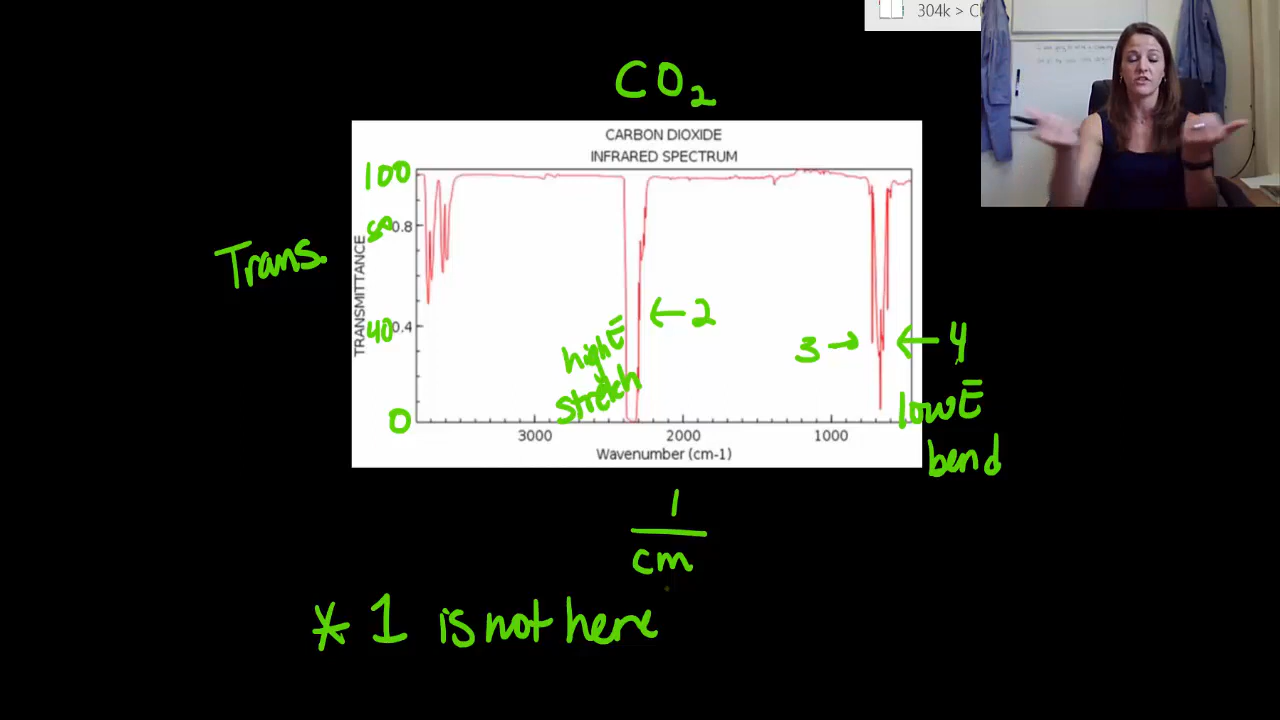 304k > C
CO2
CARBON DIOXIDE
INFRARED SPECTRUM
100
80
0.8
Trans.
TRANSMITTANCE
40
0.4
high E
stretch
← 2
3 →
← 4
low E
bend
0
3000 2000 1000
Wavenumber (cm-1)
1
cm
* 1 is not here